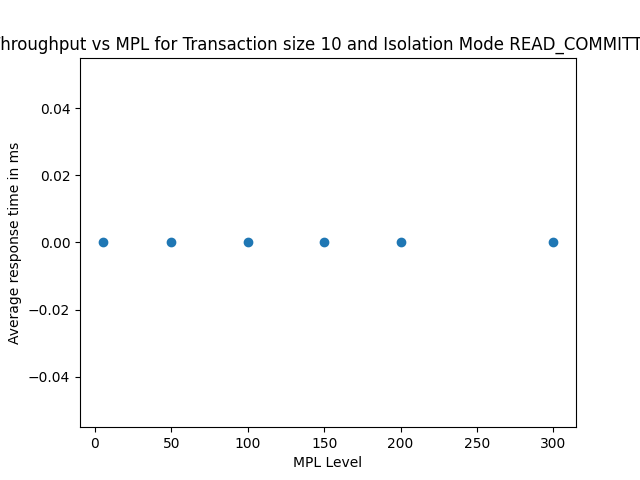 hroughput vs MPL for Transaction size 10 and Isolation Mode READ_COMMITT
Average response time in ms
0.04
0.02
0.00
−0.02
−0.04
0 50 100 150 200 250 300
MPL Level